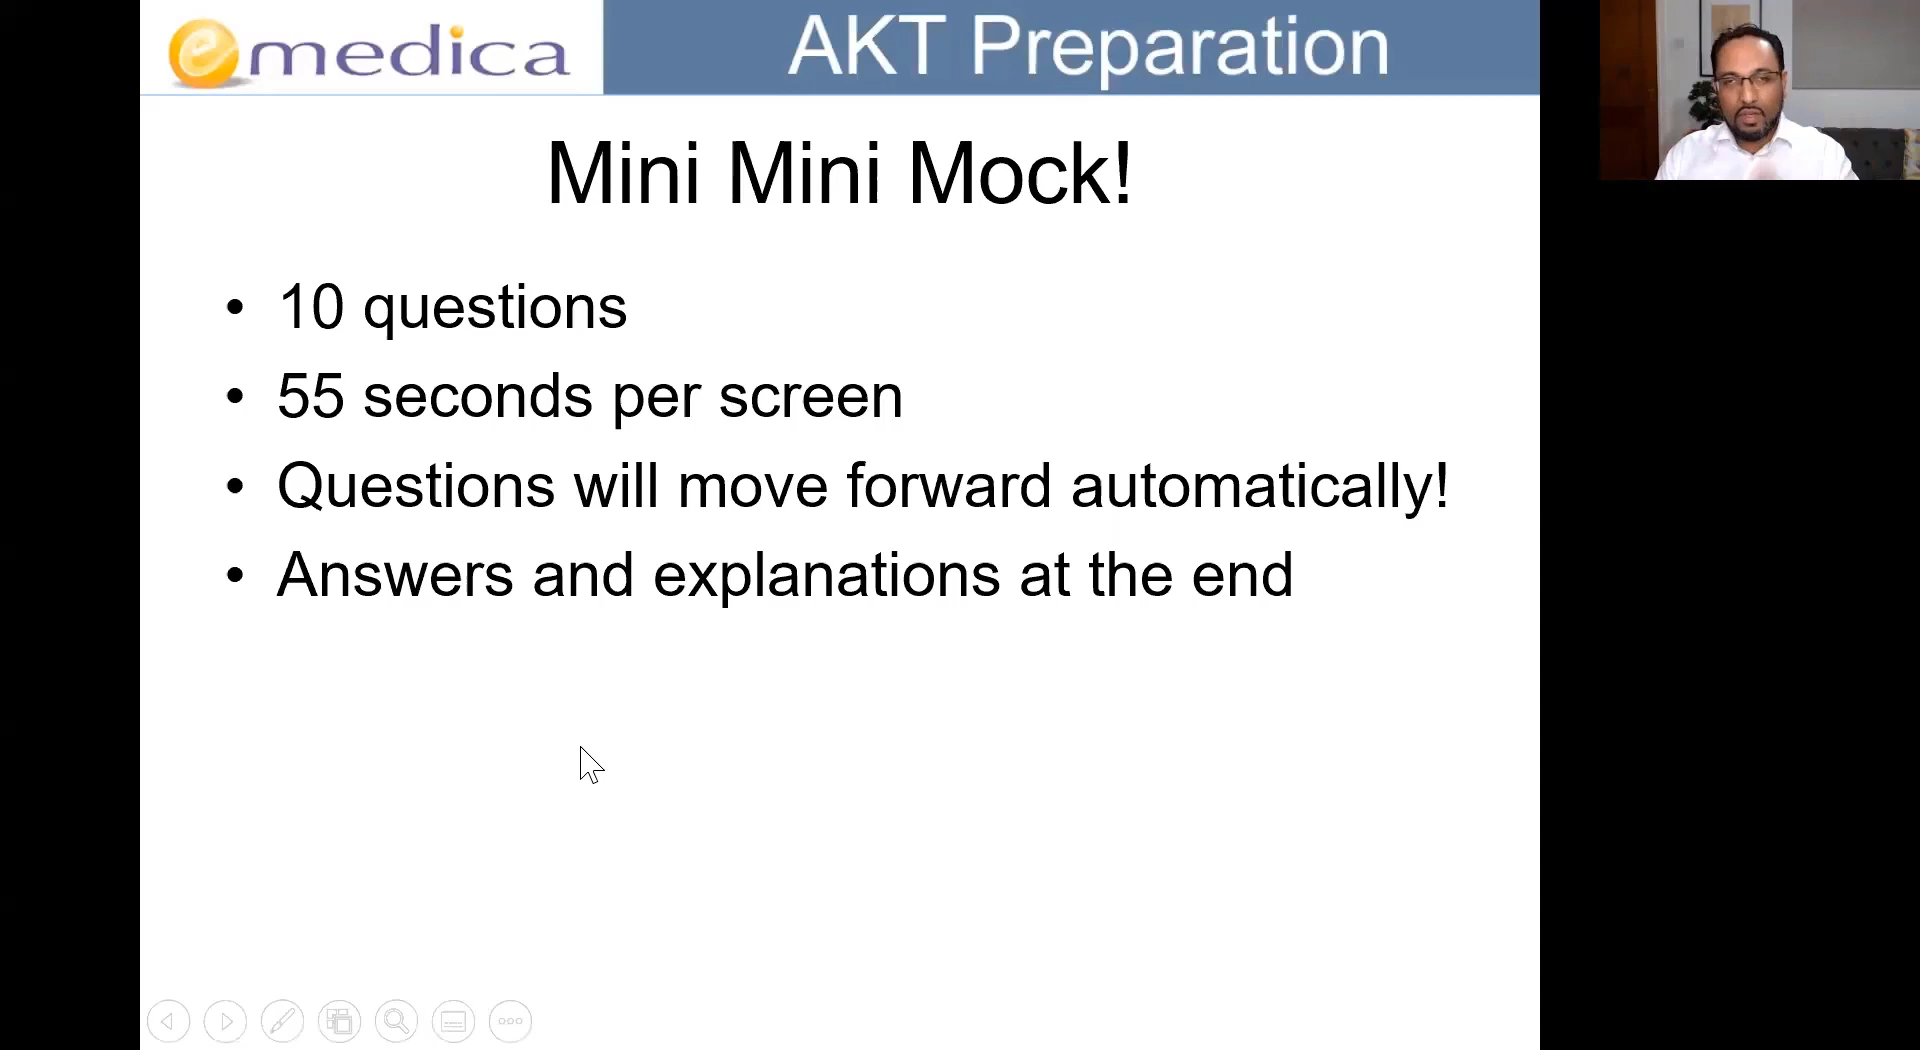 emedica
AKT Preparation
Mini Mini Mock!
• 10 questions
• 55 seconds per screen
• Questions will move forward automatically!
• Answers and explanations at the end